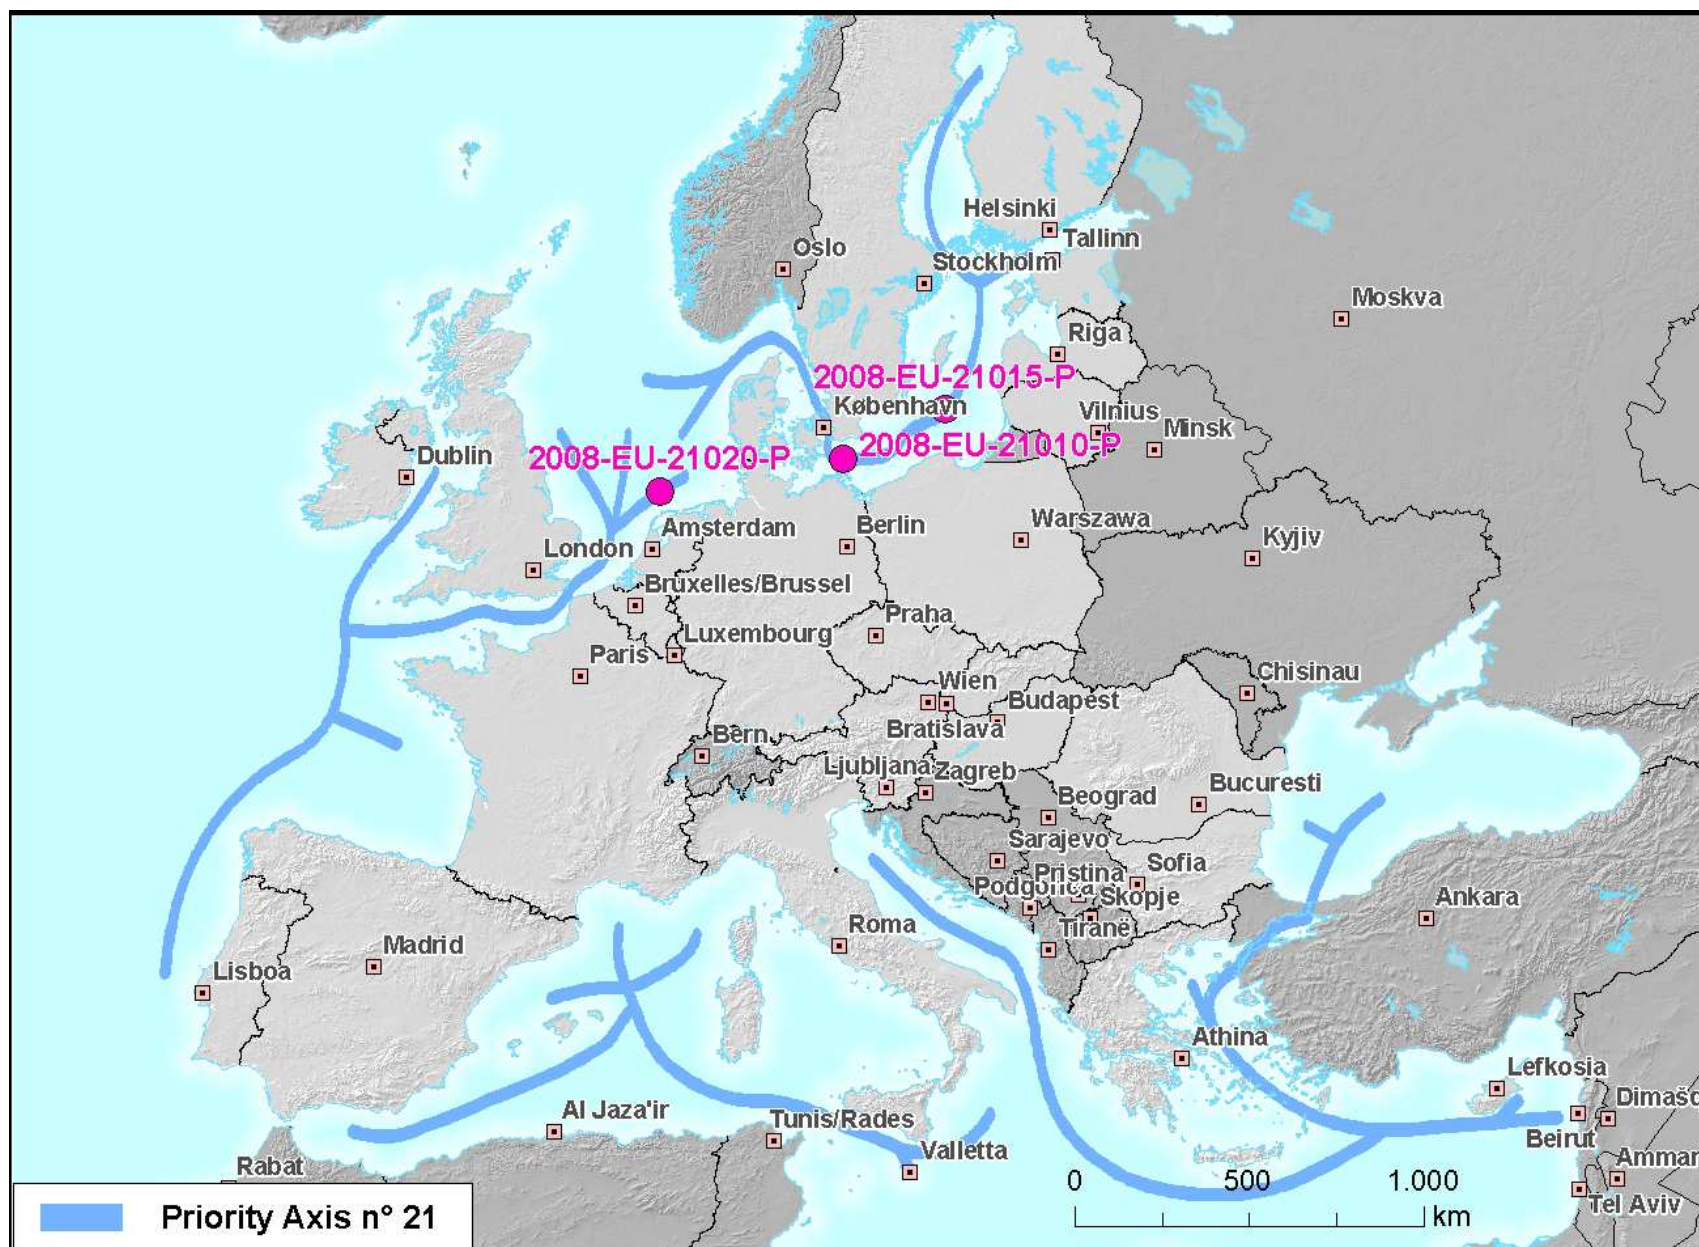 Helsinki
Tallinn
Oslo
Stockholm
Moskva
Riga
2008-EU-21015-P
København
Vilnius
Minsk
2008-EU-21010-P
Dublin
2008-EU-21020-P
Amsterdam
Berlin
Warszawa
Kyjiv
London
Bruxelles/Brussel
Praha
Luxembourg
Paris
Chisinau
Wien
Budapest
Bratislava
Bern
Ljubljana
Zagreb
Beograd
Bucuresti
Sarajevo
Pristina
Sofia
Podgorica
Skopje
Ankara
Roma
Tiranë
Madrid
Lisboa
Athina
Lefkosia
Al Jaza'ir
Tunis/Rades
Dimašq
Beirut
Valletta
Rabat
Amman
Tel Aviv
0 500 1.000
km
Priority Axis n° 21